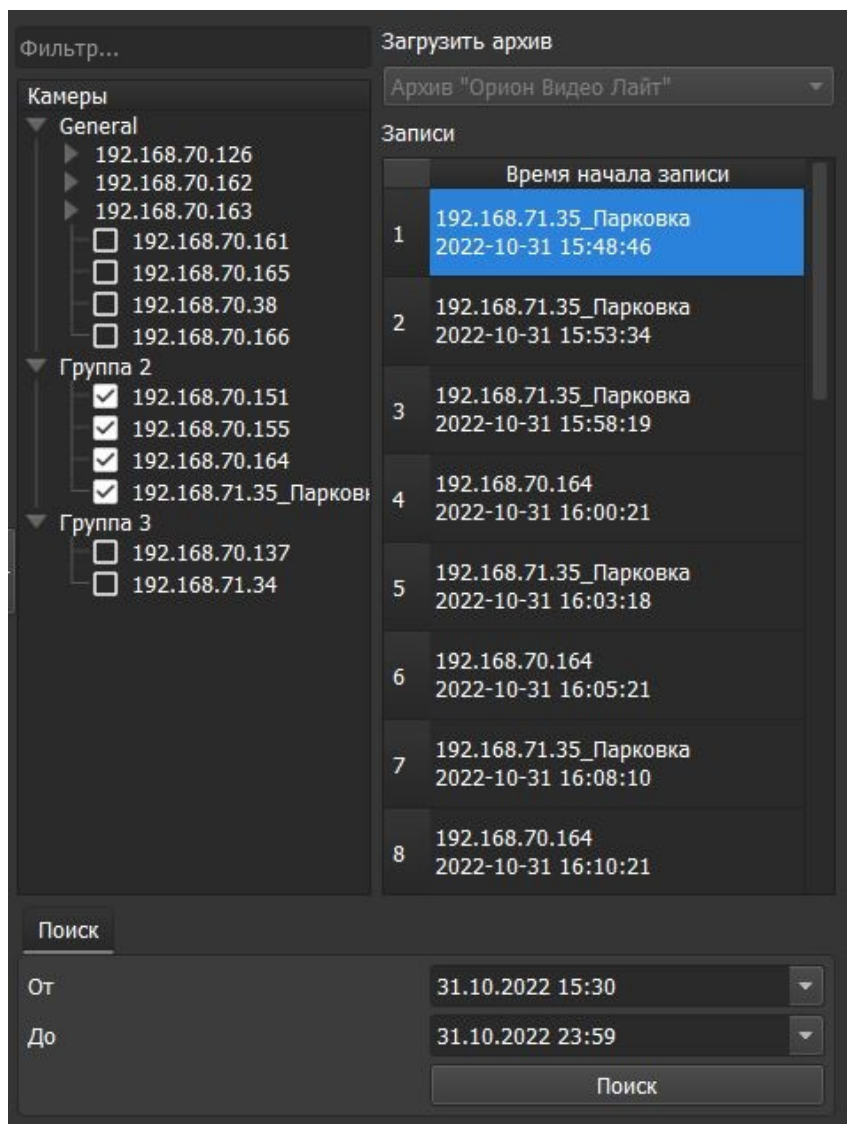 Фильтр...
Камеры
General
192.168.70.126
192.168.70.162
192.168.70.163
192.168.70.161
192.168.70.165
192.168.70.38
192.168.70.166
Группа 2
192.168.70.151
192.168.70.155
192.168.70.164
192.168.71.35_Парков
Группа 3
192.168.70.137
192.168.71.34
Загрузить архив
Архив "Орион Видео Лайт"
Записи
Время начала записи
1
192.168.71.35_Парковка
2022-10-31 15:48:46
2
192.168.71.35_Парковка
2022-10-31 15:53:34
3
192.168.71.35_Парковка
2022-10-31 15:58:19
4
192.168.70.164
2022-10-31 16:00:21
5
192.168.71.35_Парковка
2022-10-31 16:03:18
6
192.168.70.164
2022-10-31 16:05:21
7
192.168.71.35_Парковка
2022-10-31 16:08:10
8
192.168.70.164
2022-10-31 16:10:21
Поиск
От 31.10.2022 15:30
До 31.10.2022 23:59
Поиск